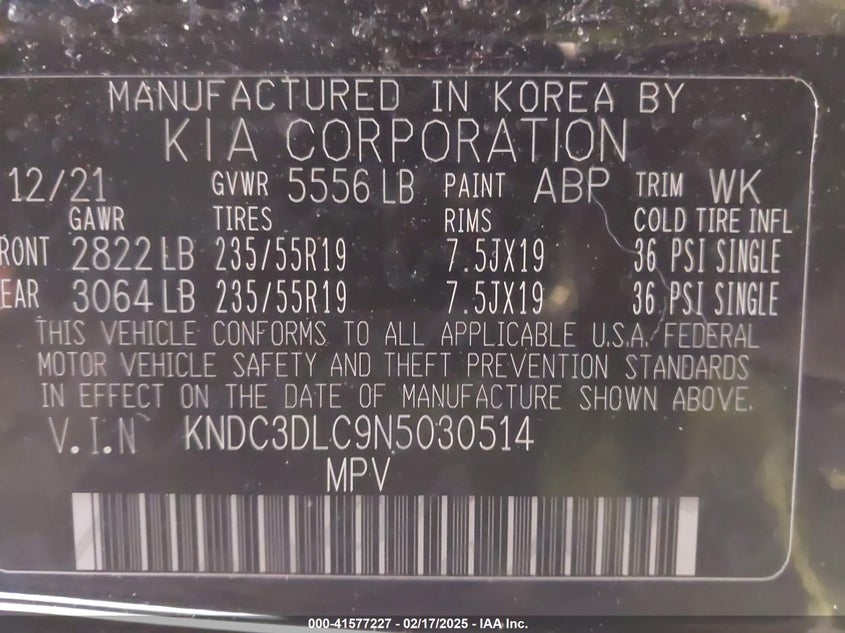 MANUFACTURED IN KOREA BY
KIA CORPORATION
12/21 GVWR 5556 LB PAINT ABP TRIM WK
GAWR TIRES RIMS COLD TIRE INFL
RONT 2822 LB 235/55R19 7.5JX19 36 PSI SINGLE
EAR 3064 LB 235/55R19 7.5JX19 36 PSI SINGLE
THIS VEHICLE CONFORMS TO ALL APPLICABLE U.S.A. FEDERAL
MOTOR VEHICLE SAFETY AND THEFT PREVENTION STANDARDS
IN EFFECT ON THE DATE OF MANUFACTURE SHOWN ABOVE.
V.I.N KNDC3DLC9N5030514
MPV
000-41577227 - 02/17/2025 - IAA Inc.